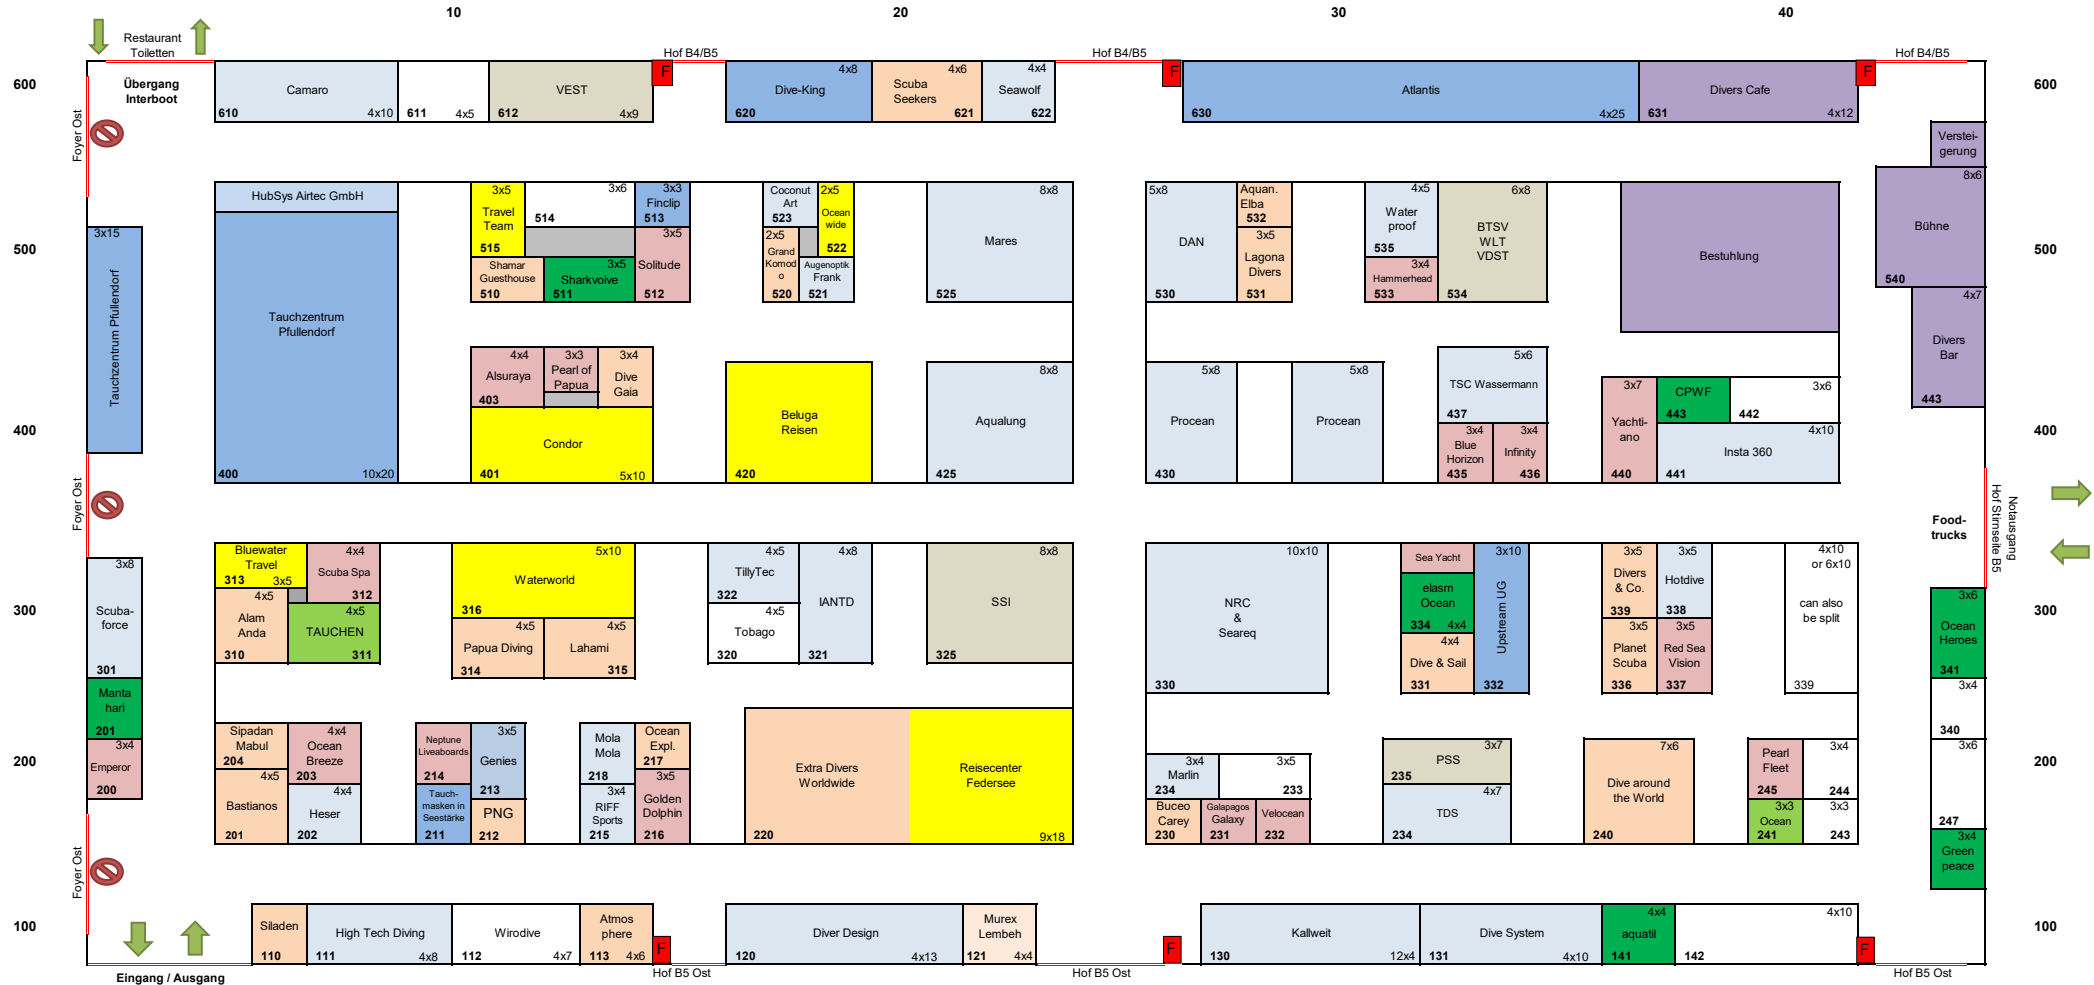 10
20
30
40
Restaurant
Toiletten
Hof B4/B5
Hof B4/B5
Hof B4/B5
600
Übergang
Interboot
Foyer Ost
Camaro
610
4x10
611
4x5
VEST
612
4x9
F
4x8
Dive-King
620
4x6
Scuba
Seekers
621
4x4
Seawolf
622
F
Atlantis
630
4x25
Divers Cafe
631
4x12
F
600
Verstei-
gerung
500
3x15
Tauchzentrum Pfullendorf
HubSys Airtec GmbH
Tauchzentrum
Pfullendorf
400
10x20
3x5
Travel
Team
515
3x6
514
3x3
Finclip
513
Shamar
Guesthouse
510
3x5
Sharkvoive
511
3x5
Solitude
512
Coconut
Art
523
2x5
Ocean
wide
522
2x5
Grand
Komod
o
520
Augenoptik
Frank
521
8x8
Mares
525
5x8
DAN
530
Aquan.
Elba
532
3x5
Lagona
Divers
531
4x5
Water
proof
535
3x4
Hammerhead
533
6x8
BTSV
WLT
VDST
534
Bestuhlung
8x6
Bühne
540
500
4x7
Divers
Bar
443
400
Foyer Ost
4x4
Alsuraya
403
3x3
Pearl of
Papua
3x4
Dive
Gaia
Condor
401
5x10
Beluga
Reisen
420
8x8
Aqualung
425
5x8
Procean
430
5x8
Procean
5x6
TSC Wassermann
437
3x4
Blue
Horizon
435
3x4
Infinity
436
3x7
Yachti-
ano
440
CPWF
443
3x6
442
4x10
Insta 360
441
400
Notausgang
Hof Stirnseite B5
Food-
trucks
300
3x8
Scuba-
force
301
Manta
hari
201
3x4
Emperor
200
Bluewater
Travel
313
3x5
4x4
Scuba Spa
312
4x5
Alam
Anda
310
4x5
TAUCHEN
311
5x10
Waterworld
316
4x5
Papua Diving
314
4x5
Lahami
315
4x5
TillyTec
322
4x5
Tobago
320
4x8
IANTD
321
8x8
SSI
325
10x10
NRC
&
Seareq
330
Sea Yacht
elasm
Ocean
334
4x4
4x4
Dive & Sail
331
3x10
Upstream UG
332
3x5
Divers
& Co.
339
3x5
Hotdive
338
3x5
Planet
Scuba
336
3x5
Red Sea
Vision
337
4x10
or 6x10
can also
be split
339
3x6
Ocean
Heroes
341
300
3x4
340
200
Sipadan
Mabul
204
4x4
Ocean
Breeze
203
4x5
Bastianos
201
4x4
Heser
202
Neptune
Liveaboards
214
3x5
Genies
213
Tauch-
masken in
Seestärke
211
PNG
212
Mola
Mola
218
Ocean
Expl.
217
3x4
RIFF
Sports
215
3x5
Golden
Dolphin
216
Extra Divers
Worldwide
220
Reisecenter
Federsee
9x18
3x4
Marlin
234
3x5
233
Buceo
Carey
230
Galapagos
Galaxy
231
Velocean
232
3x7
PSS
235
4x7
TDS
234
7x6
Dive around
the World
240
Pearl
Fleet
245
3x4
244
3x3
Ocean
241
3x3
243
3x6
247
200
3x4
Green
peace
Foyer Ost
100
Siladen
110
High Tech Diving
111
4x8
Wirodive
112
4x7
Atmos
phere
113
4x6
F
Diver Design
120
4x13
Murex
Lembeh
121
4x4
F
Kallweit
130
12x4
Dive System
131
4x10
4x4
aquatil
141
4x10
142
F
100
Eingang / Ausgang
Hof B5 Ost
Hof B5 Ost
Hof B5 Ost